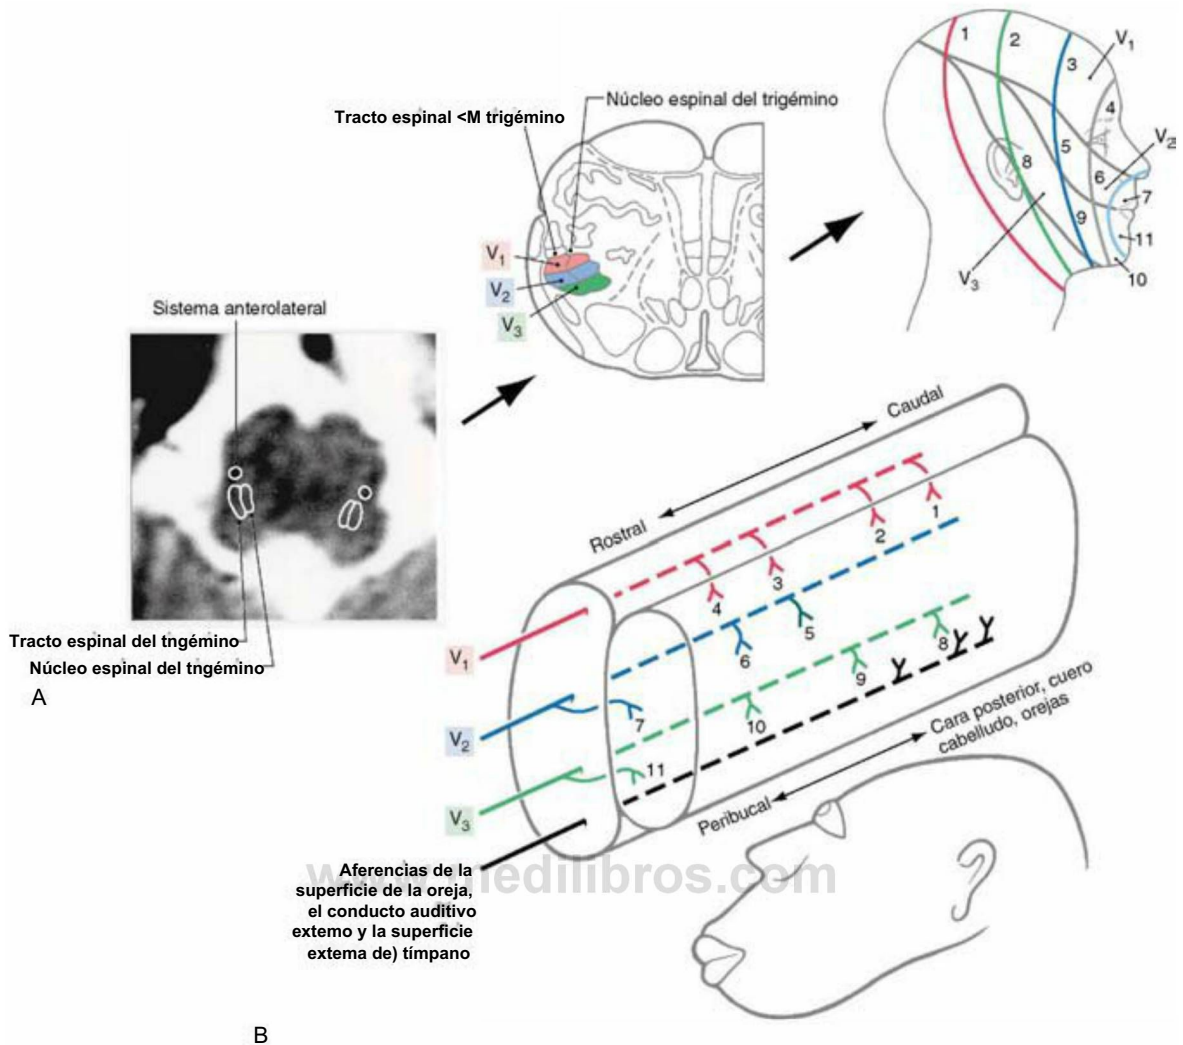 Tracto espinal <M trigémino
Núcleo espinal del trigémino
V1
V2
V3
1
2
3
V1
4
V2
5
6
7
8
9
11
10
V3
Sistema anterolateral
Tracto espinal del tngémino
Núcleo espinal del tngémino
A
Rostral
Caudal
1
2
3
4
5
6
7
8
9
10
11
V1
V2
V3
Peribucal
Cara posterior, cuero
cabelludo, orejas
Aferencias de la
superficie de la oreja,
el conducto auditivo
extemo y la superficie
extema de) tímpano
www.medilibros.com
B